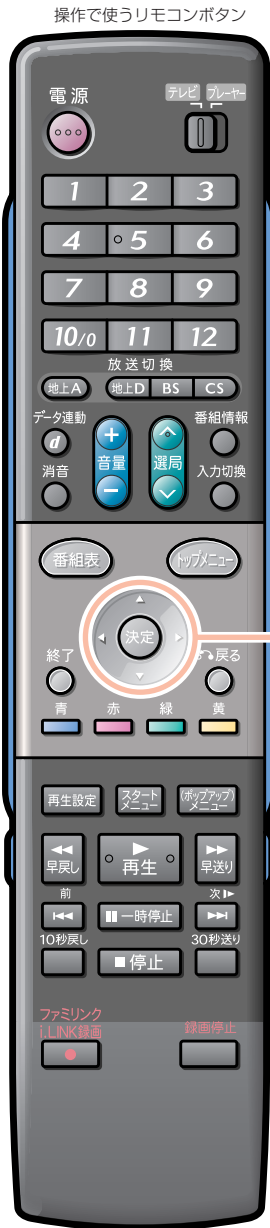 操作で使うリモコンボタン
電源
テレビ プレーヤー
1 2 3
4 5 6
7 8 9
10/0 11 12
放送切換
地上A 地上D BS CS
データ連動 番組情報
d
+ 音量 −
選局
消音 入力切換
番組表 トップメニュー
決定
終了 戻る
青 赤 緑 黄
再生設定
スタート
メニュー
(ポップアップ)
メニュー
早戻し 再生 早送り
前 次
一時停止
10秒戻し 30秒送り
停止
ファミリンク
i.LINK録画 録画停止